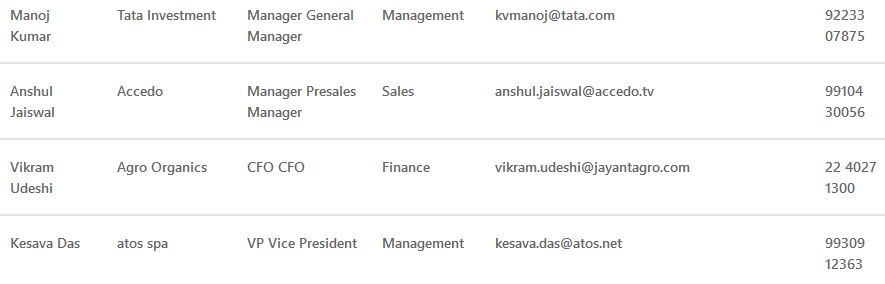 Manoj Tata Investment Manager General Management kvmanoj@tata.com 92233
Kumar Manager 07875
Anshul Accedo Manager Presales Sales anshul.jaiswal@accedo.tv 99104
Jaiswal Manager 30056
Vikram Agro Organics CFO CFO Finance vikram.udeshi@jayantagro.com 22 4027
Udeshi 1300
Kesava Das atos spa VP Vice President Management kesava.das@atos.net 99309
12363